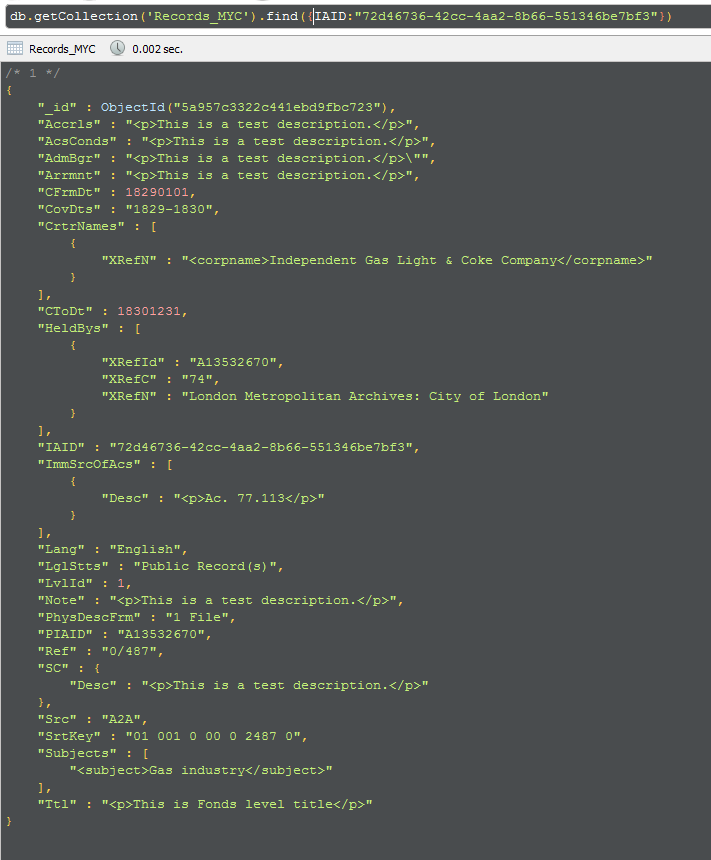 db.getCollection('Records_MYC').find({IAID:"72d46736-42cc-4aa2-8b66-551346be7bf3"})
Records_MYC 0.002 sec.
/* 1 */
{
    "_id" : ObjectId("5a957c3322c441ebd9fbc723"),
    "Accrls" : "<p>This is a test description.</p>",
    "AcsConds" : "<p>This is a test description.</p>",
    "AdmBgr" : "<p>This is a test description.</p>\"",
    "Arrmnt" : "<p>This is a test description.</p>",
    "CFrmDt" : 18290101,
    "CovDts" : "1829-1830",
    "CrtrNames" : [
        {
            "XRefN" : "<corpname>Independent Gas Light & Coke Company</corpname>"
        }
    ],
    "CToDt" : 18301231,
    "HeldBys" : [
        {
            "XRefId" : "A13532670",
            "XRefC" : "74",
            "XRefN" : "London Metropolitan Archives: City of London"
        }
    ],
    "IAID" : "72d46736-42cc-4aa2-8b66-551346be7bf3",
    "ImmSrcOfAcs" : [
        {
            "Desc" : "<p>Ac. 77.113</p>"
        }
    ],
    "Lang" : "English",
    "LglStts" : "Public Record(s)",
    "LvlId" : 1,
    "Note" : "<p>This is a test description.</p>",
    "PhysDescFrm" : "1 File",
    "PIAID" : "A13532670",
    "Ref" : "0/487",
    "SC" : {
        "Desc" : "<p>This is a test description.</p>"
    },
    "Src" : "A2A",
    "SrtKey" : "01 001 0 00 0 2487 0",
    "Subjects" : [
        "<subject>Gas industry</subject>"
    ],
    "Ttl" : "<p>This is Fonds level title</p>"
}